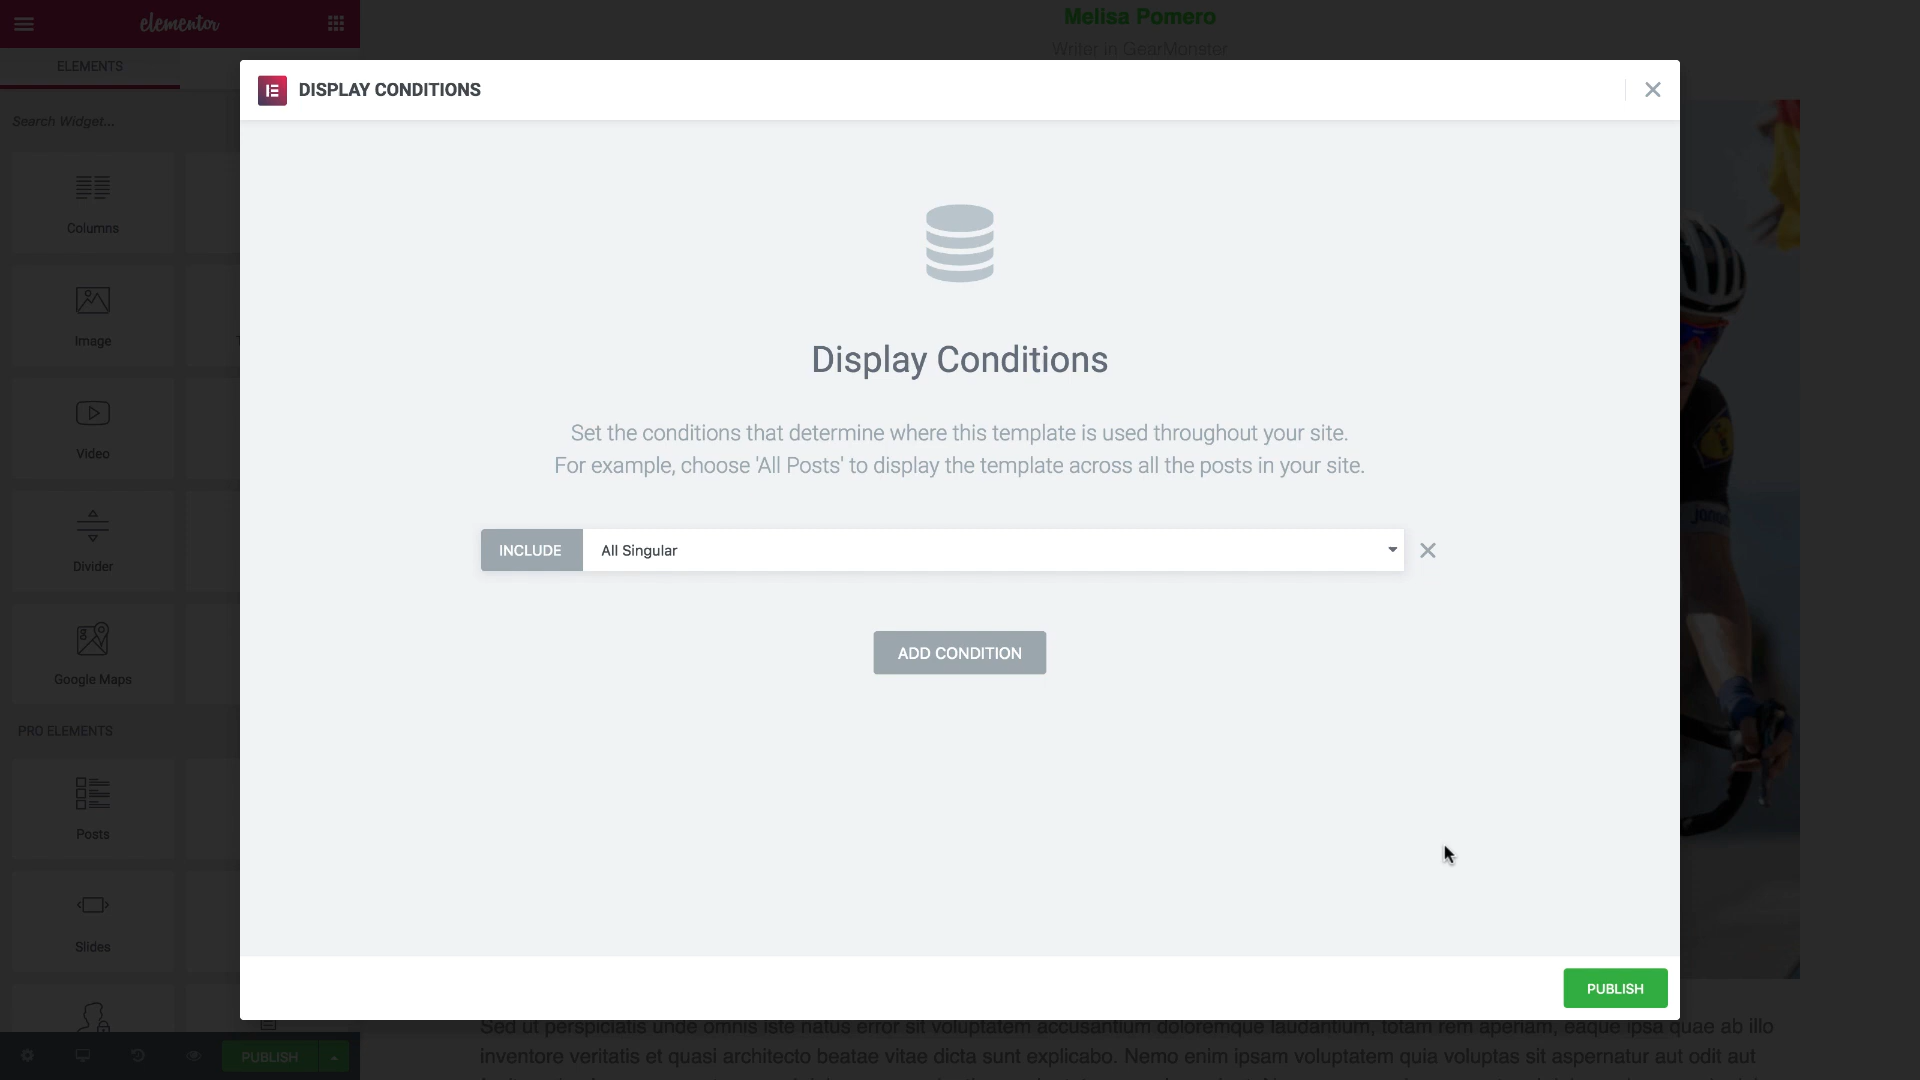 elementor
Melisa Pomero
Writer in GearMonster
ELEMENTS
DISPLAY CONDITIONS
Search Widget...
Columns
Image
Video
Divider
Google Maps
PRO ELEMENTS
Posts
Slides
Display Conditions
Set the conditions that determine where this template is used throughout your site.
For example, choose 'All Posts' to display the template across all the posts in your site.
INCLUDE All Singular
ADD CONDITION
PUBLISH
PUBLISH
Sed ut perspiciatis unde omnis iste natus error sit voluptatem accusantium doloremque laudantium, totam rem aperiam, eaque ipsa quae ab illo
inventore veritatis et quasi architecto beatae vitae dicta sunt explicabo. Nemo enim ipsam voluptatem quia voluptas sit aspernatur aut odit aut